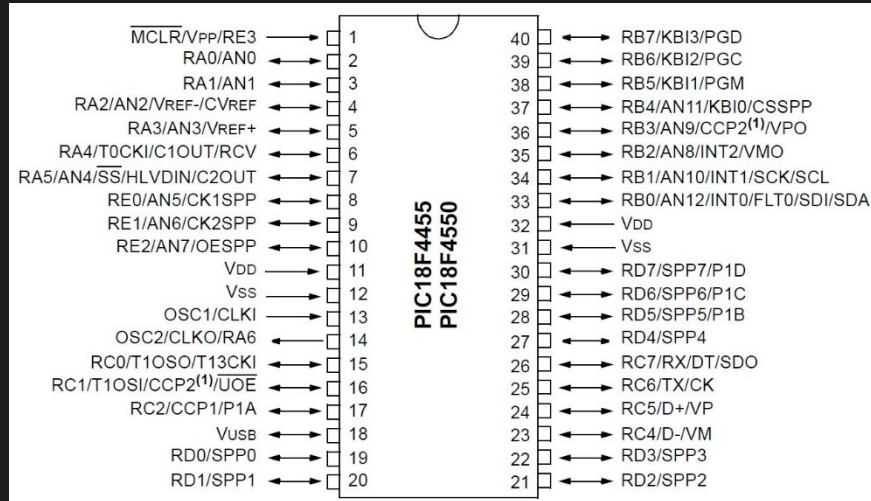 MCLR/VPP/RE3 1
RA0/AN0 2
RA1/AN1 3
RA2/AN2/VREF-/CVREF 4
RA3/AN3/VREF+ 5
RA4/T0CKI/C1OUT/RCV 6
RA5/AN4/SS/HLVDIN/C2OUT 7
RE0/AN5/CK1SPP 8
RE1/AN6/CK2SPP 9
RE2/AN7/OESPP 10
VDD 11
VSS 12
OSC1/CLKI 13
OSC2/CLKO/RA6 14
RC0/T1OSO/T13CKI 15
RC1/T1OSI/CCP2(1)/UOE 16
RC2/CCP1/P1A 17
VUSB 18
RD0/SPP0 19
RD1/SPP1 20
PIC18F4455
PIC18F4550
40 RB7/KBI3/PGD
39 RB6/KBI2/PGC
38 RB5/KBI1/PGM
37 RB4/AN11/KBI0/CSSPP
36 RB3/AN9/CCP2(1)/VPO
35 RB2/AN8/INT2/VMO
34 RB1/AN10/INT1/SCK/SCL
33 RB0/AN12/INT0/FLT0/SDI/SDA
32 VDD
31 VSS
30 RD7/SPP7/P1D
29 RD6/SPP6/P1C
28 RD5/SPP5/P1B
27 RD4/SPP4
26 RC7/RX/DT/SDO
25 RC6/TX/CK
24 RC5/D+/VP
23 RC4/D-/VM
22 RD3/SPP3
21 RD2/SPP2